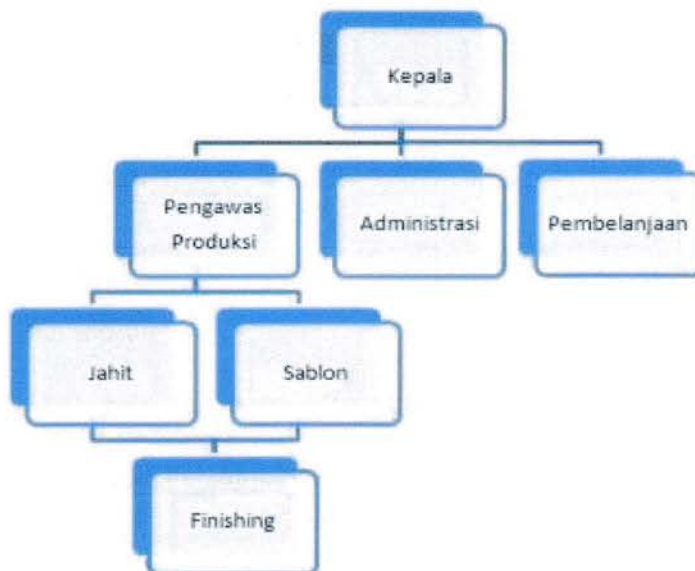 Kepala
Pengawas
Produksi
Administrasi
Pembelanjaan
Jahit
Sablon
Finishing